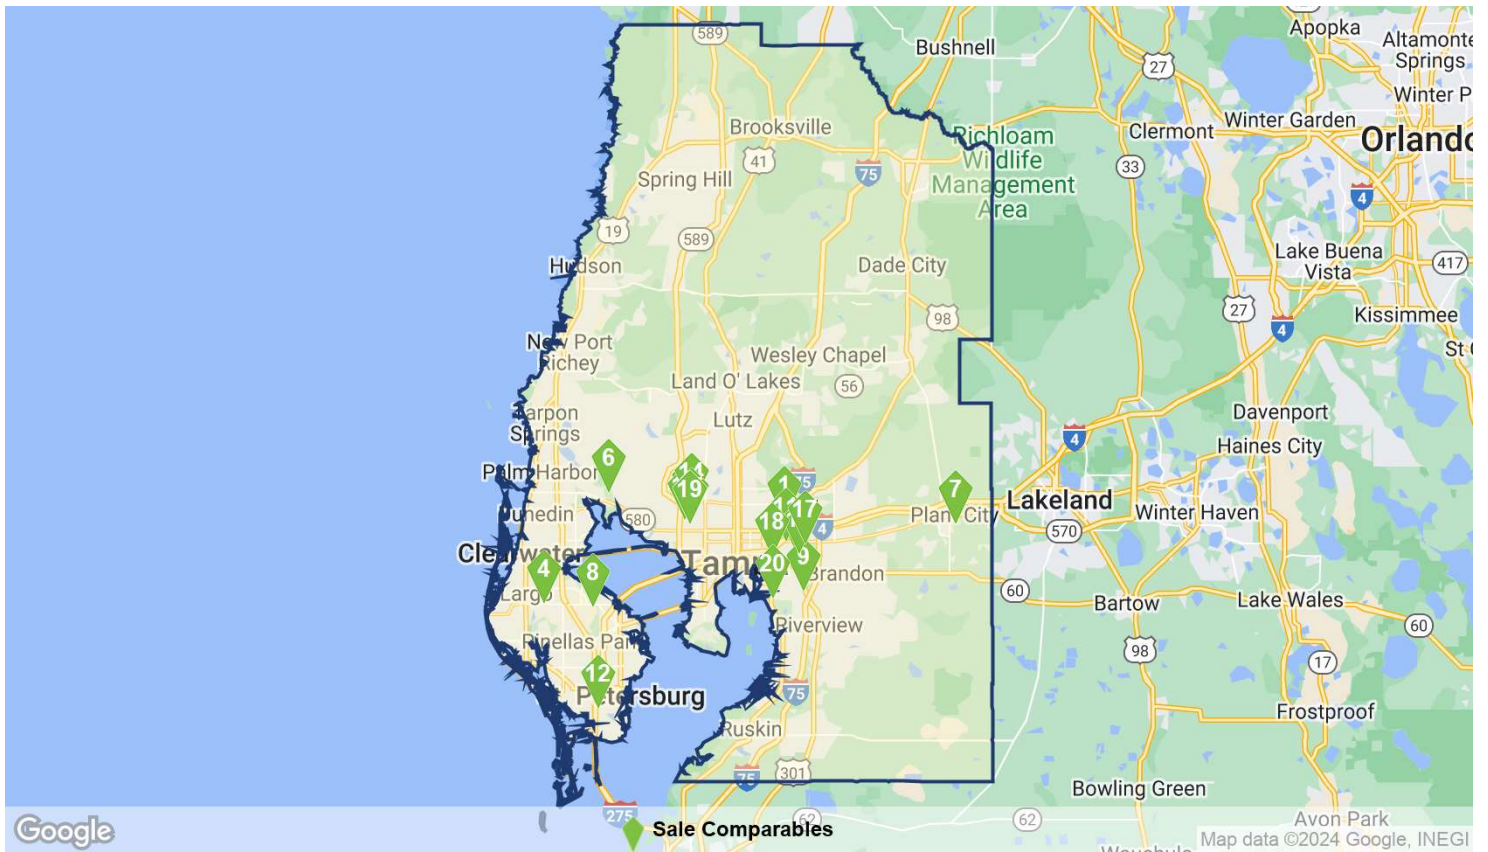 589
Bushnell
Apopka
27
Altamonte
Springs
Winter P
Brooksville
Richloam
Wildlife
Management
Area
Clermont
Winter Garden
Orlando
41
75
33
Spring Hill
4
19
589
Hudson
Dade City
Lake Buena
Vista
417
98
27
Kissimmee
4
New Port
Richey
Wesley Chapel
St
Land O' Lakes
56
Tarpon
Springs
Lutz
Davenport
4
Haines City
6
Palm Harbor
14
19
1
75
7
Lakeland
Dunedin
580
18
17
4
Plant City
Winter Haven
570
Clearwater
Tampa
4
8
20
9
Brandon
Largo
60
Bartow
Lake Wales
60
Riverview
Pinellas Park
98
17
12
St Petersburg
75
Frostproof
Ruskin
75
301
Bowling Green
275
62
62
Avon Park
Google
Sale Comparables
Map data ©2024 Google, INEGI